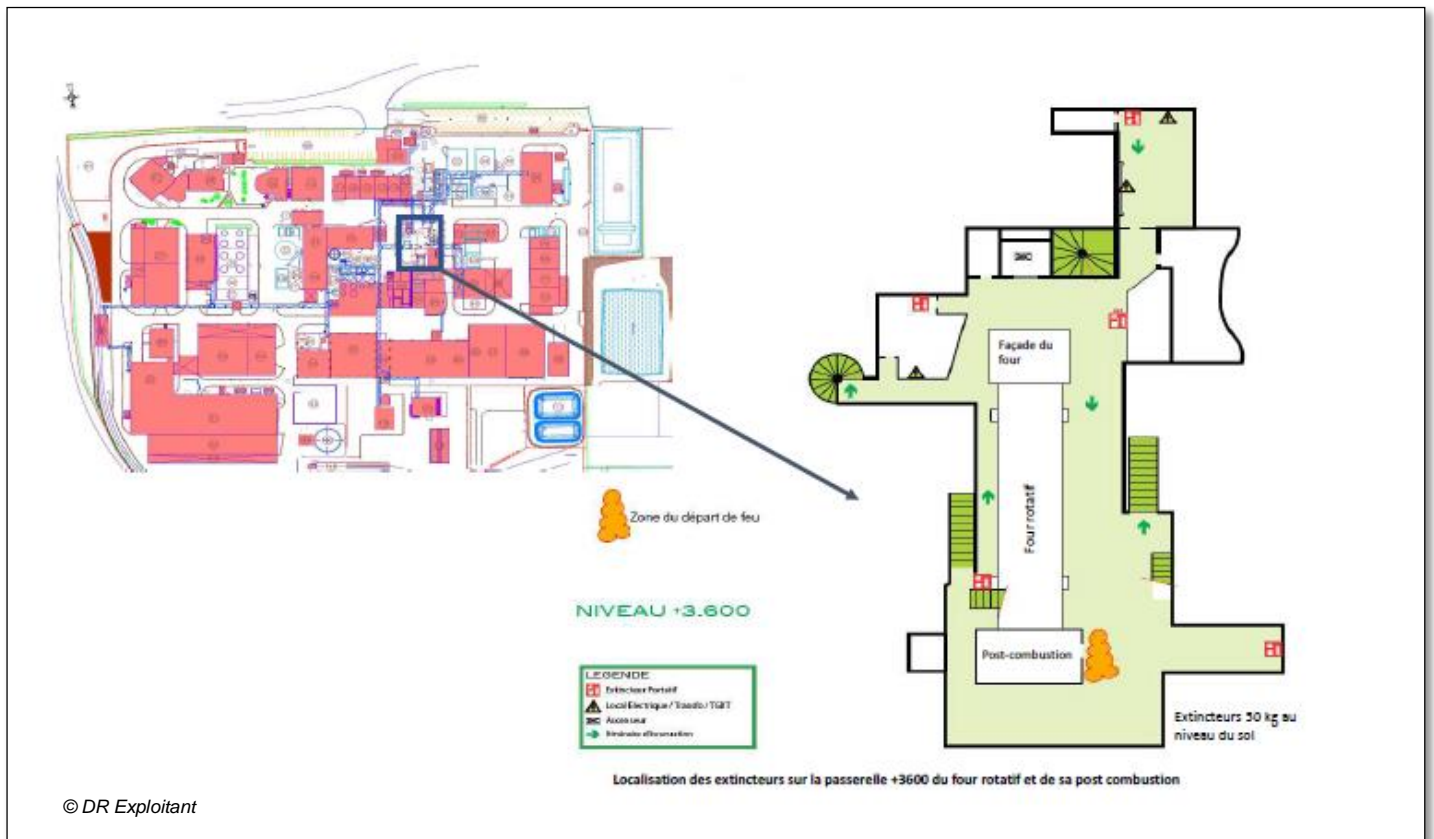 Façade du
four
Four rotatif
Zone du départ de feu
NIVEAU +3.600
Post-combustion
LEGENDE
Extincteur Portatif
Local Electrique / Transfo / TGBT
Ascenseur
Itinéraire d'évacuation
Extincteurs 50 kg au
niveau du sol
Localisation des extincteurs sur la passerelle +3600 du four rotatif et de sa post combustion
© DR Exploitant